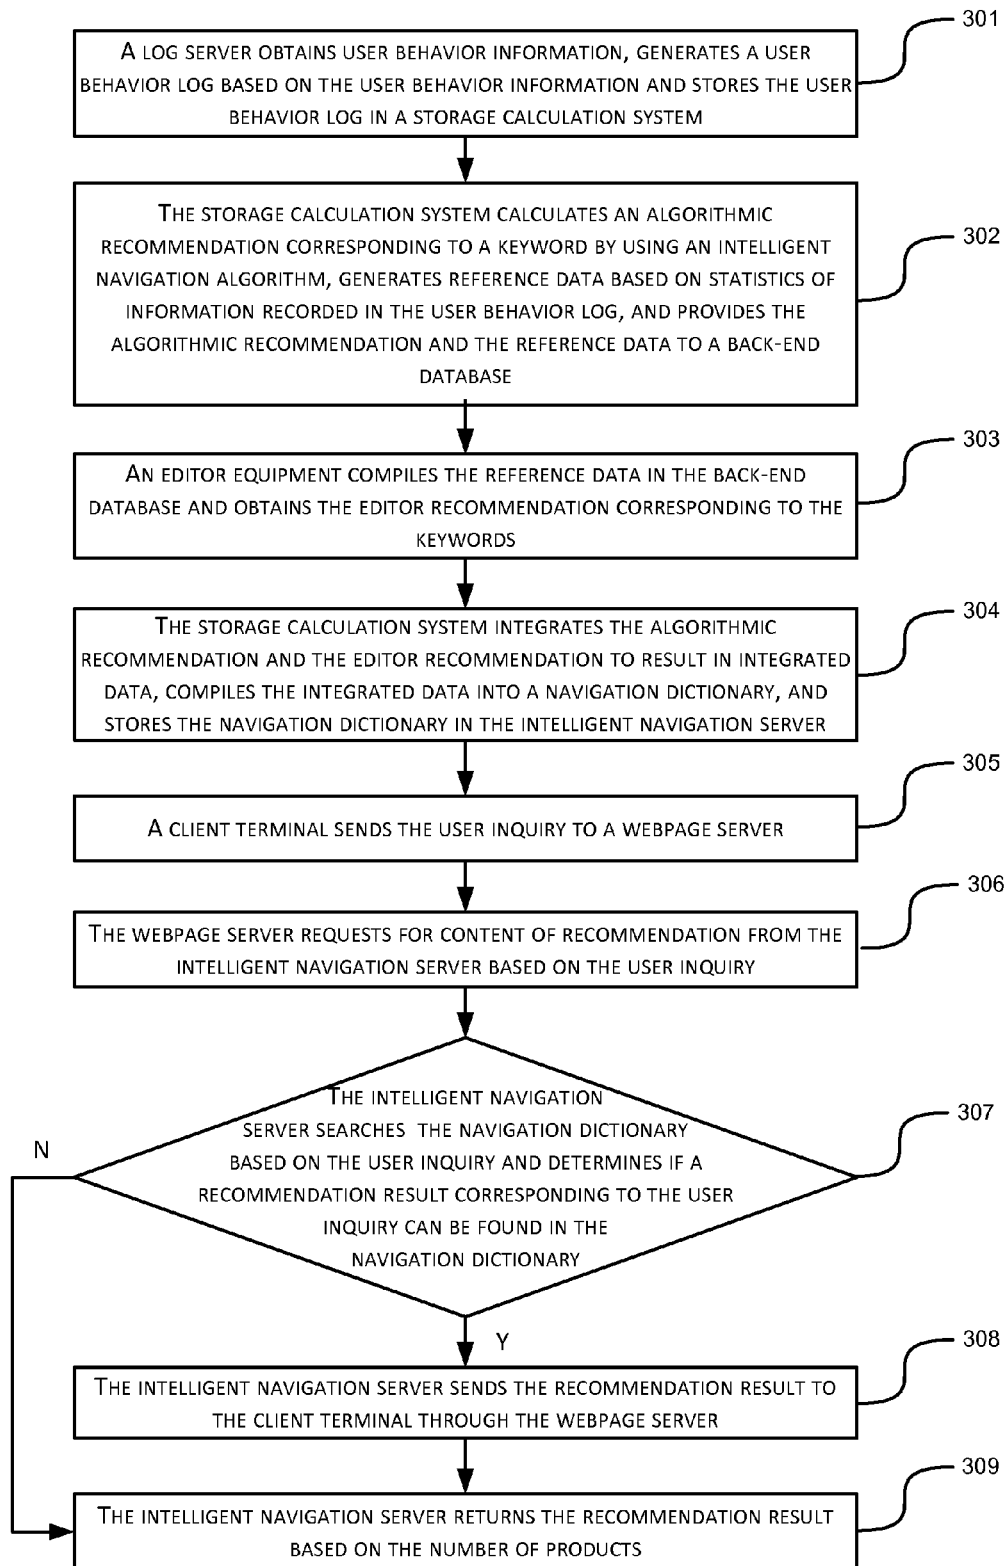 301
A LOG SERVER OBTAINS USER BEHAVIOR INFORMATION, GENERATES A USER
BEHAVIOR LOG BASED ON THE USER BEHAVIOR INFORMATION AND STORES THE USER
BEHAVIOR LOG IN A STORAGE CALCULATION SYSTEM
THE STORAGE CALCULATION SYSTEM CALCULATES AN ALGORITHMIC
RECOMMENDATION CORRESPONDING TO A KEYWORD BY USING AN INTELLIGENT
NAVIGATION ALGORITHM, GENERATES REFERENCE DATA BASED ON STATISTICS OF
INFORMATION RECORDED IN THE USER BEHAVIOR LOG, AND PROVIDES THE
ALGORITHMIC RECOMMENDATION AND THE REFERENCE DATA TO A BACK-END
DATABASE
302
303
AN EDITOR EQUIPMENT COMPILES THE REFERENCE DATA IN THE BACK-END
DATABASE AND OBTAINS THE EDITOR RECOMMENDATION CORRESPONDING TO THE
KEYWORDS
304
THE STORAGE CALCULATION SYSTEM INTEGRATES THE ALGORITHMIC
RECOMMENDATION AND THE EDITOR RECOMMENDATION TO RESULT IN INTEGRATED
DATA, COMPILES THE INTEGRATED DATA INTO A NAVIGATION DICTIONARY, AND
STORES THE NAVIGATION DICTIONARY IN THE INTELLIGENT NAVIGATION SERVER
305
A CLIENT TERMINAL SENDS THE USER INQUIRY TO A WEBPAGE SERVER
306
THE WEBPAGE SERVER REQUESTS FOR CONTENT OF RECOMMENDATION FROM THE
INTELLIGENT NAVIGATION SERVER BASED ON THE USER INQUIRY
THE INTELLIGENT NAVIGATION
SERVER SEARCHES THE NAVIGATION DICTIONARY
BASED ON THE USER INQUIRY AND DETERMINES IF A
RECOMMENDATION RESULT CORRESPONDING TO THE USER
INQUIRY CAN BE FOUND IN THE
NAVIGATION DICTIONARY
307
N
Y
308
THE INTELLIGENT NAVIGATION SERVER SENDS THE RECOMMENDATION RESULT TO
THE CLIENT TERMINAL THROUGH THE WEBPAGE SERVER
309
THE INTELLIGENT NAVIGATION SERVER RETURNS THE RECOMMENDATION RESULT
BASED ON THE NUMBER OF PRODUCTS